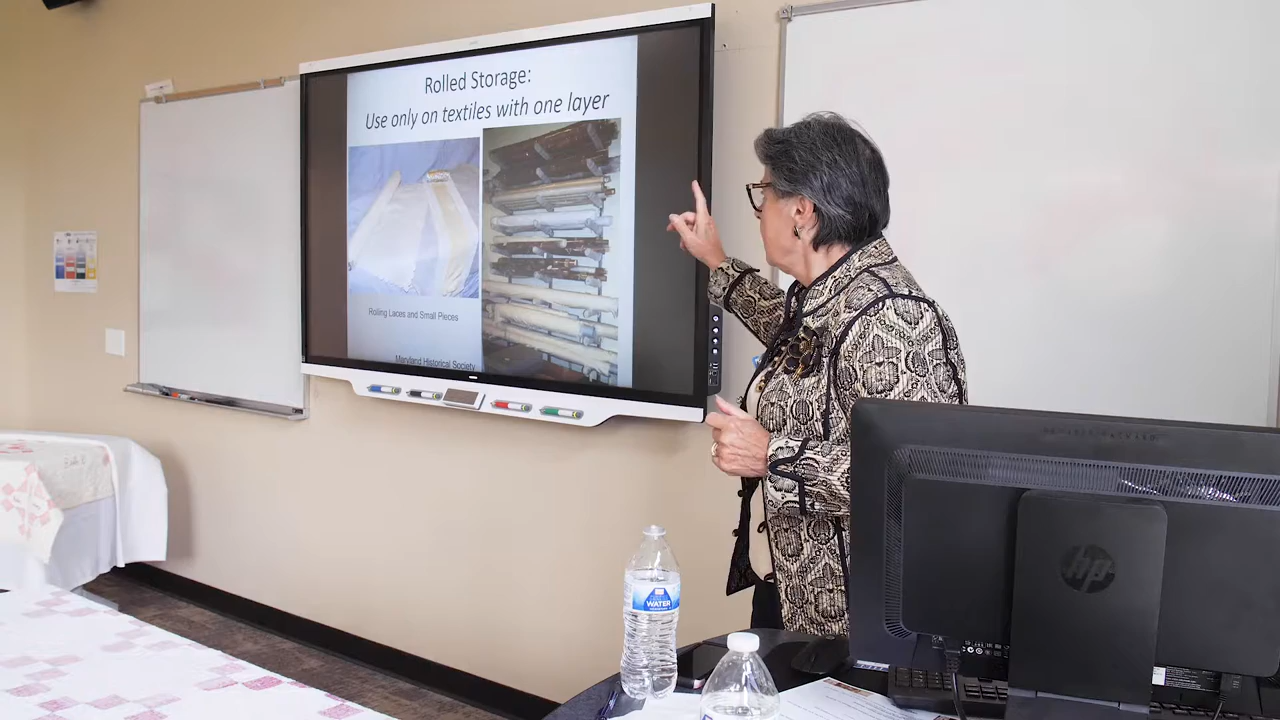 Rolled Storage:
Use only on textiles with one layer
Rolling Laces and Small Pieces
Maryland Historical Society
WATER
hp